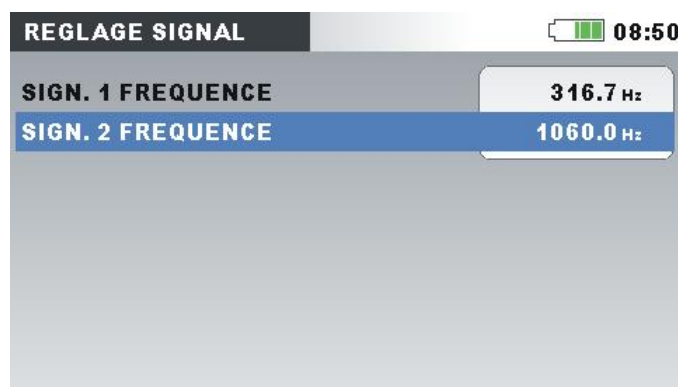 REGLAGE SIGNAL 08:50
SIGN. 1 FREQUENCE 316.7 Hz
SIGN. 2 FREQUENCE 1060.0 Hz